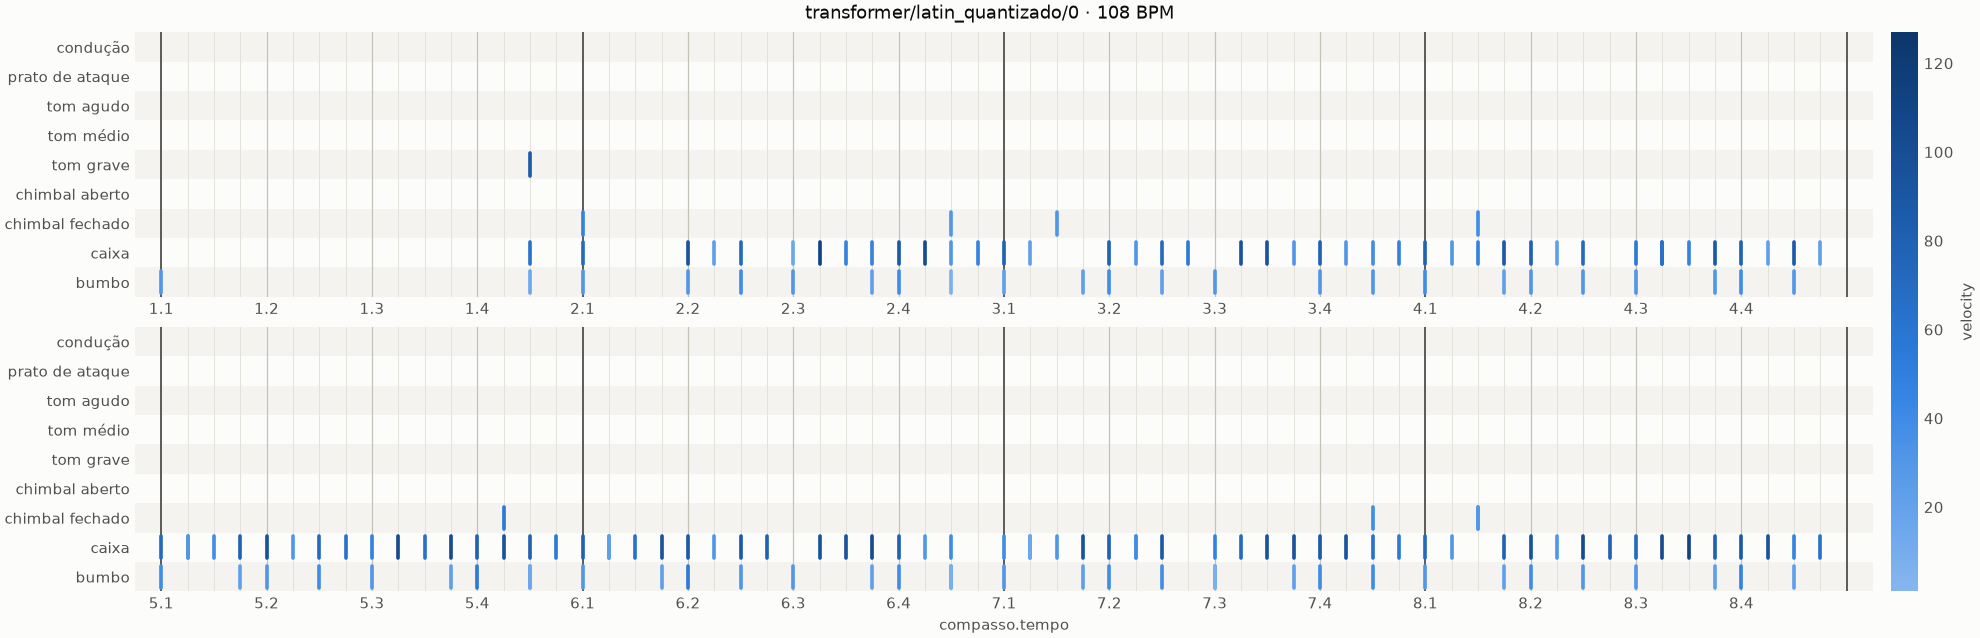 transformer/latin_quantizado/0 · 108 BPM
condução
prato de ataque
tom agudo
tom médio
tom grave
chimbal aberto
chimbal fechado
caixa
bumbo
1.1 1.2 1.3 1.4 2.1 2.2 2.3 2.4 3.1 3.2 3.3 3.4 4.1 4.2 4.3 4.4
condução
prato de ataque
tom agudo
tom médio
tom grave
chimbal aberto
chimbal fechado
caixa
bumbo
5.1 5.2 5.3 5.4 6.1 6.2 6.3 6.4 7.1 7.2 7.3 7.4 8.1 8.2 8.3 8.4
compasso.tempo
120
100
80
60
40
20
velocity